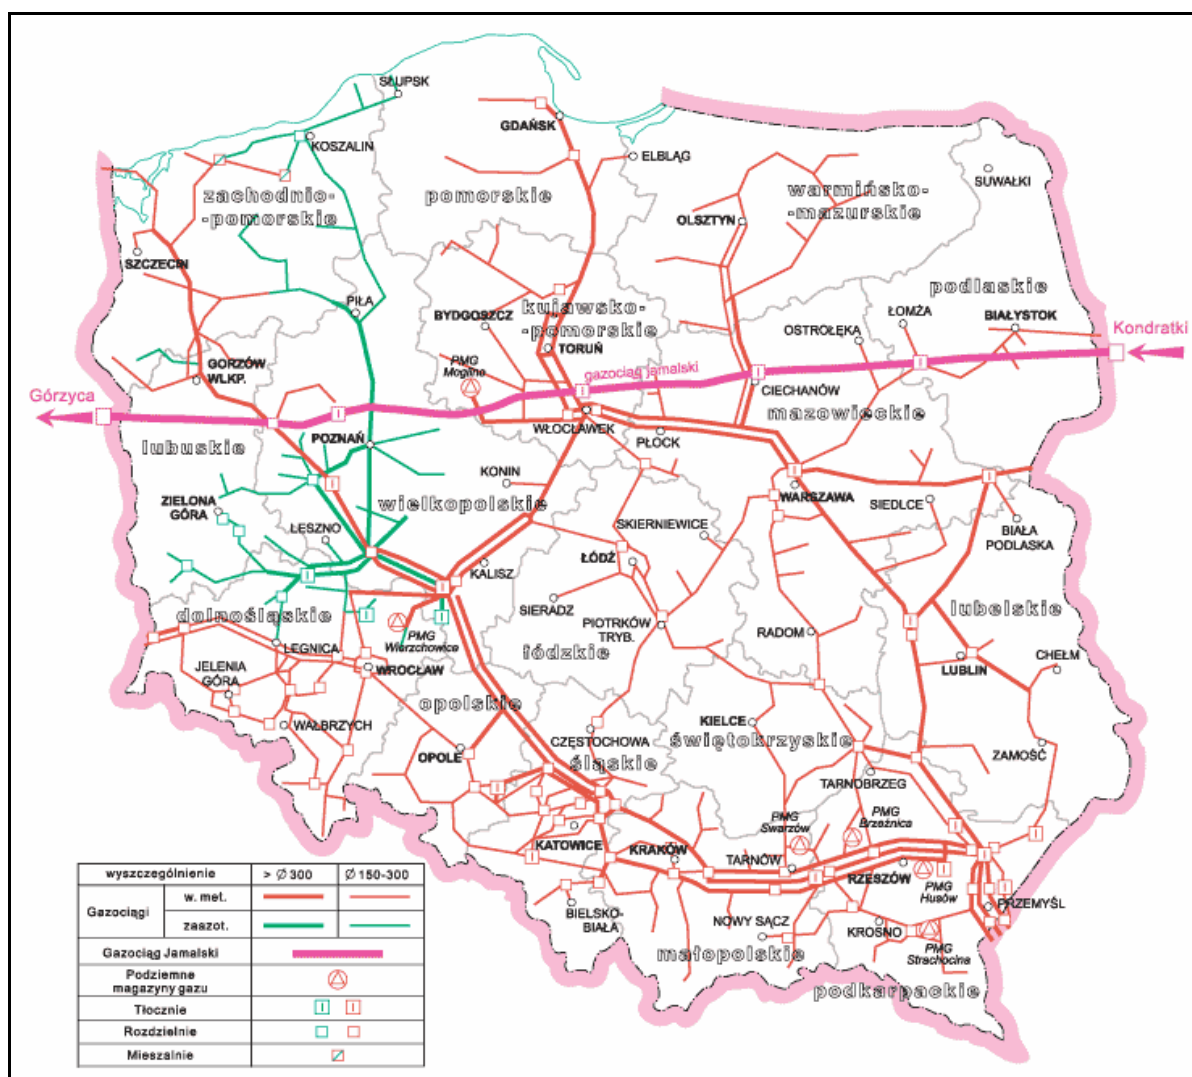 SŁUPSK
GDAŃSK
KOSZALIN
ELBLĄG
SUWAŁKI
zachodnio-
-pomorskie
pomorskie
warmińsko-
-mazurskie
OLSZTYN
SZCZECIN
podlaskie
PIŁA
BYDGOSZCZ
kujawsko-
-pomorskie
ŁOMŻA
BIAŁYSTOK
OSTROŁĘKA
Kondratki
TORUŃ
PMG
Mogilno
GORZÓW
WLKP.
gazociąg jamalski
CIECHANÓW
Górzyca
mazowieckie
WŁOCŁAWEK
PŁOCK
lubuskie
POZNAŃ
KONIN
WARSZAWA
ZIELONA
GÓRA
wielkopolskie
SIEDLCE
SKIERNIEWICE
BIAŁA
PODLASKA
LESZNO
ŁÓDŹ
KALISZ
SIERADZ
lubelskie
dolnośląskie
PIOTRKÓW
TRYB.
RADOM
PMG
Wierzchowice
LEGNICA
łódzkie
CHEŁM
LUBLIN
JELENIA
GÓRA
WROCŁAW
opolskie
WAŁBRZYCH
KIELCE
CZĘSTOCHOWA
świętokrzyskie
OPOLE
śląskie
ZAMOŚĆ
TARNOBRZEG
PMG
Swarzów
PMG
Brzeźnica
KATOWICE
KRAKÓW
TARNÓW
RZESZÓW
PMG
Husów
PRZEMYŚL
BIELSKO-
BIAŁA
NOWY SĄCZ
KROSNO
małopolskie
PMG
Strachocina
podkarpackie
wyszczególnienie > Ø 300 Ø 150-300
Gazociągi w. met.
zaazot.
Gazociąg Jamalski
Podziemne
magazyny gazu
Tłocznie
Rozdzielnie
Mieszalnie